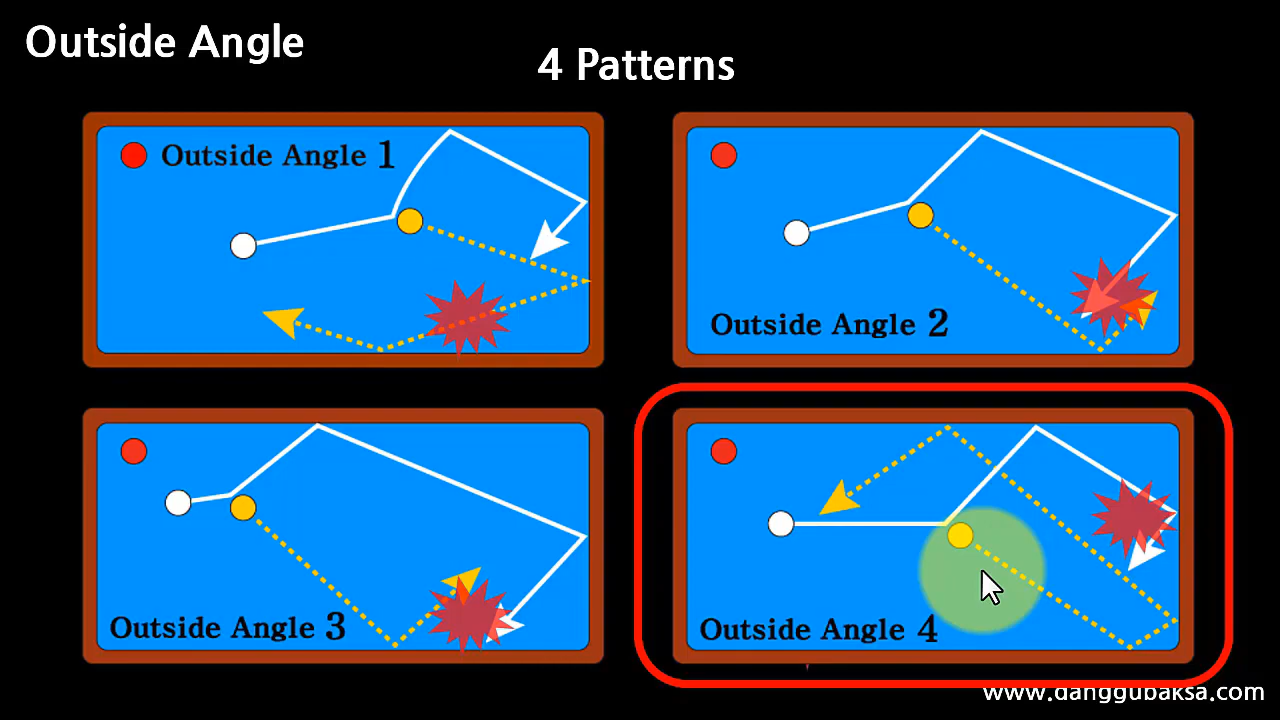 Outside Angle
4 Patterns
Outside Angle 1
Outside Angle 2
Outside Angle 3
Outside Angle 4
www.danggubaksa.com